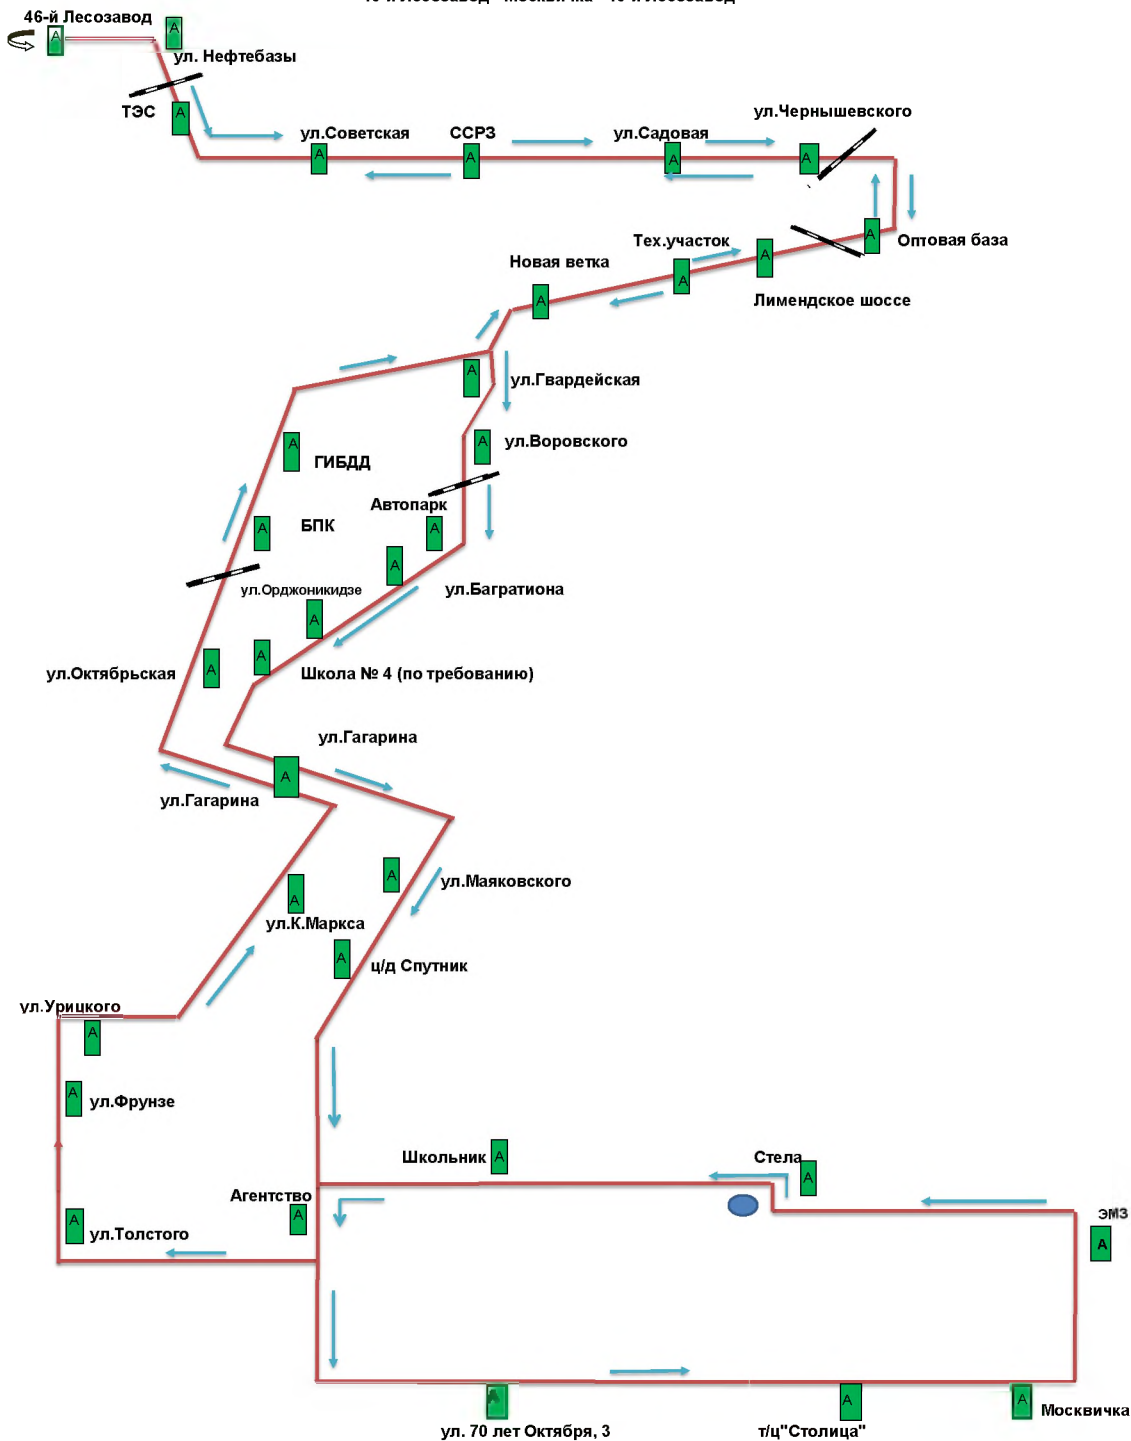 46-й Лесозавод
ул. Нефтебазы
ТЭС
ул.Советская
ССРЗ
ул.Садовая
ул.Чернышевского
Оптовая база
Тех.участок
Лимендское шоссе
Новая ветка
ул.Гвардейская
ул.Воровского
ГИБДД
Автопарк
БПК
ул.Орджоникидзе
ул.Багратиона
ул.Октябрьская
Школа № 4 (по требованию)
ул.Гагарина
ул.Гагарина
ул.Маяковского
ул.К.Маркса
ц/д Спутник
ул.Урицкого
ул.Фрунзе
Школьник
Стела
Агентство
ул.Толстого
ЭМЗ
Москвичка
ул. 70 лет Октября, 3
т/ц"Столица"